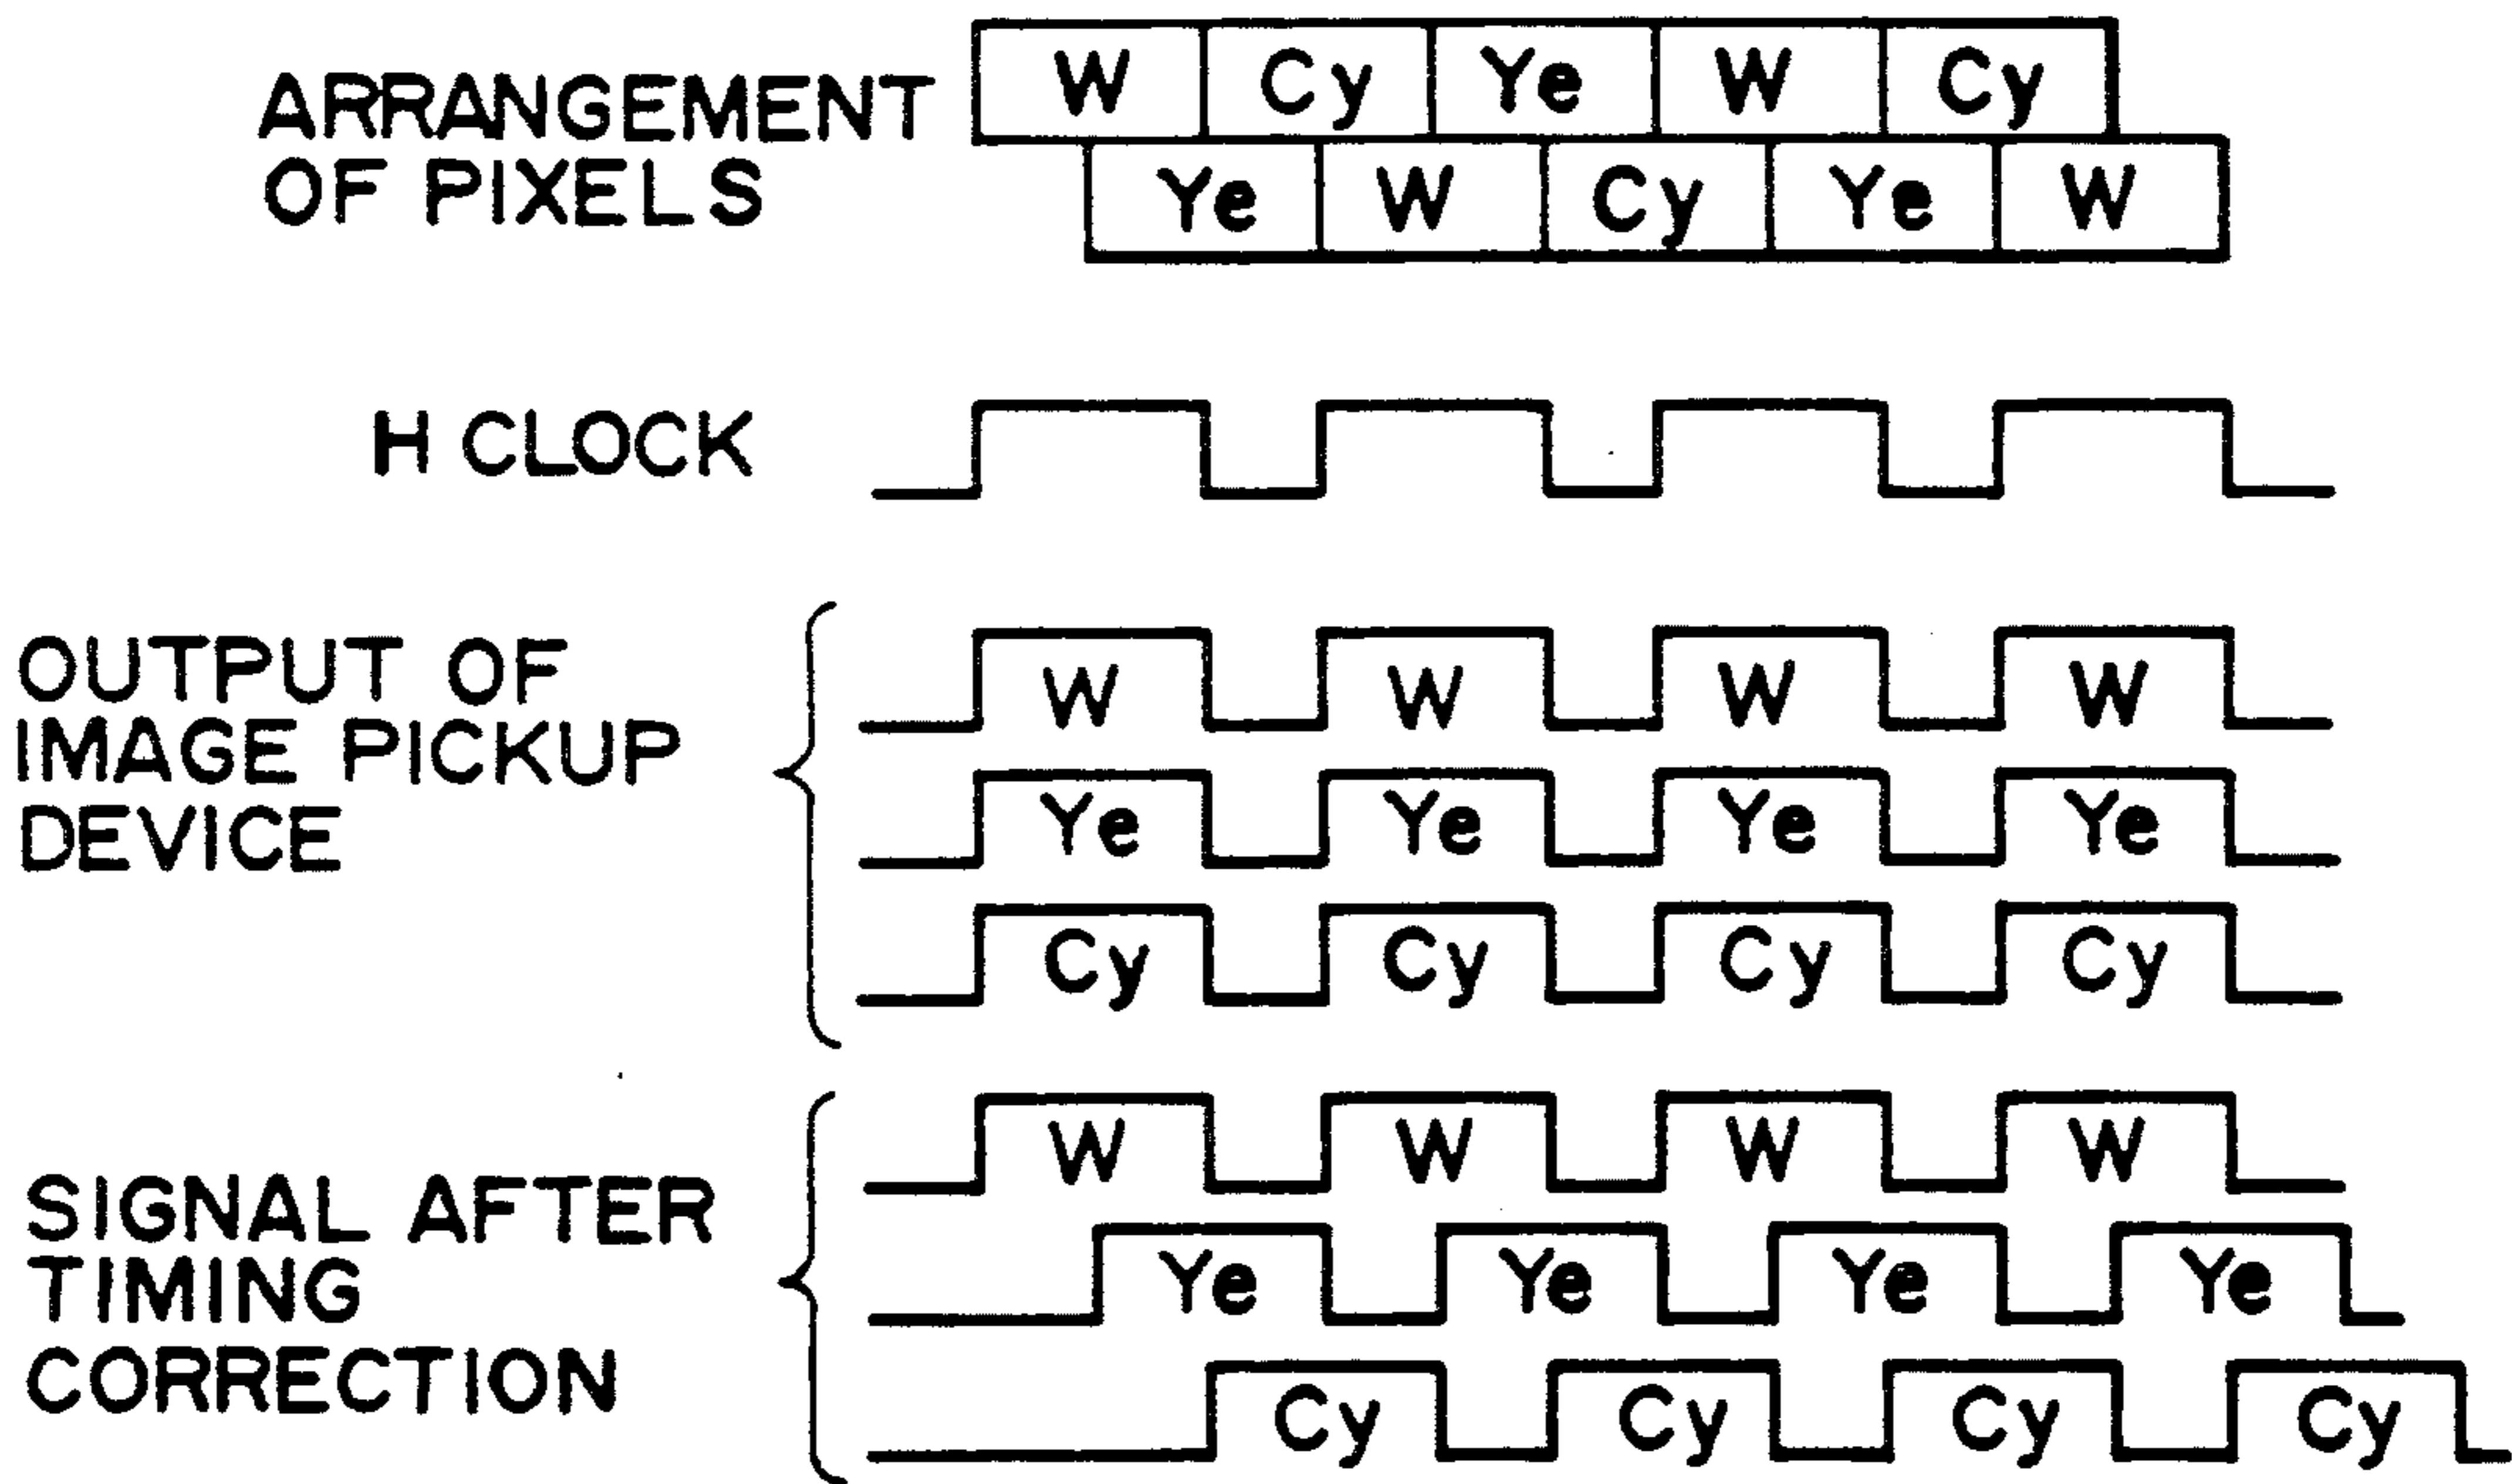 ARRANGEMENT
OF PIXELS
W Cy Ye W Cy
Ye W Cy Ye W
H CLOCK
OUTPUT OF
IMAGE PICKUP
DEVICE
W W W W
Ye Ye Ye Ye
Cy Cy Cy Cy
SIGNAL AFTER
TIMING
CORRECTION
W W W W
Ye Ye Ye Ye
Cy Cy Cy Cy